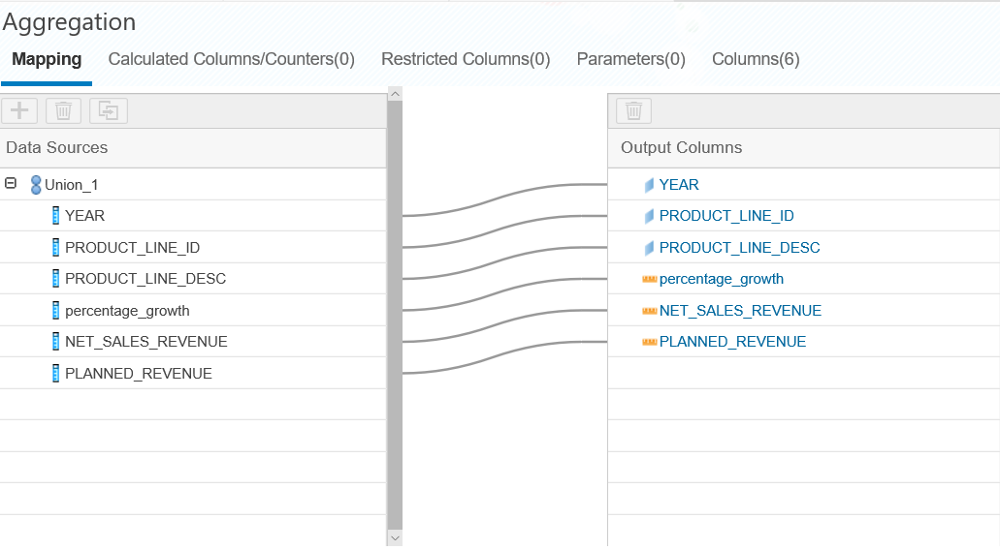 Aggregation
Mapping Calculated Columns/Counters(0) Restricted Columns(0) Parameters(0) Columns(6)
Data Sources
Union_1
YEAR
PRODUCT_LINE_ID
PRODUCT_LINE_DESC
percentage_growth
NET_SALES_REVENUE
PLANNED_REVENUE
Output Columns
YEAR
PRODUCT_LINE_ID
PRODUCT_LINE_DESC
percentage_growth
NET_SALES_REVENUE
PLANNED_REVENUE